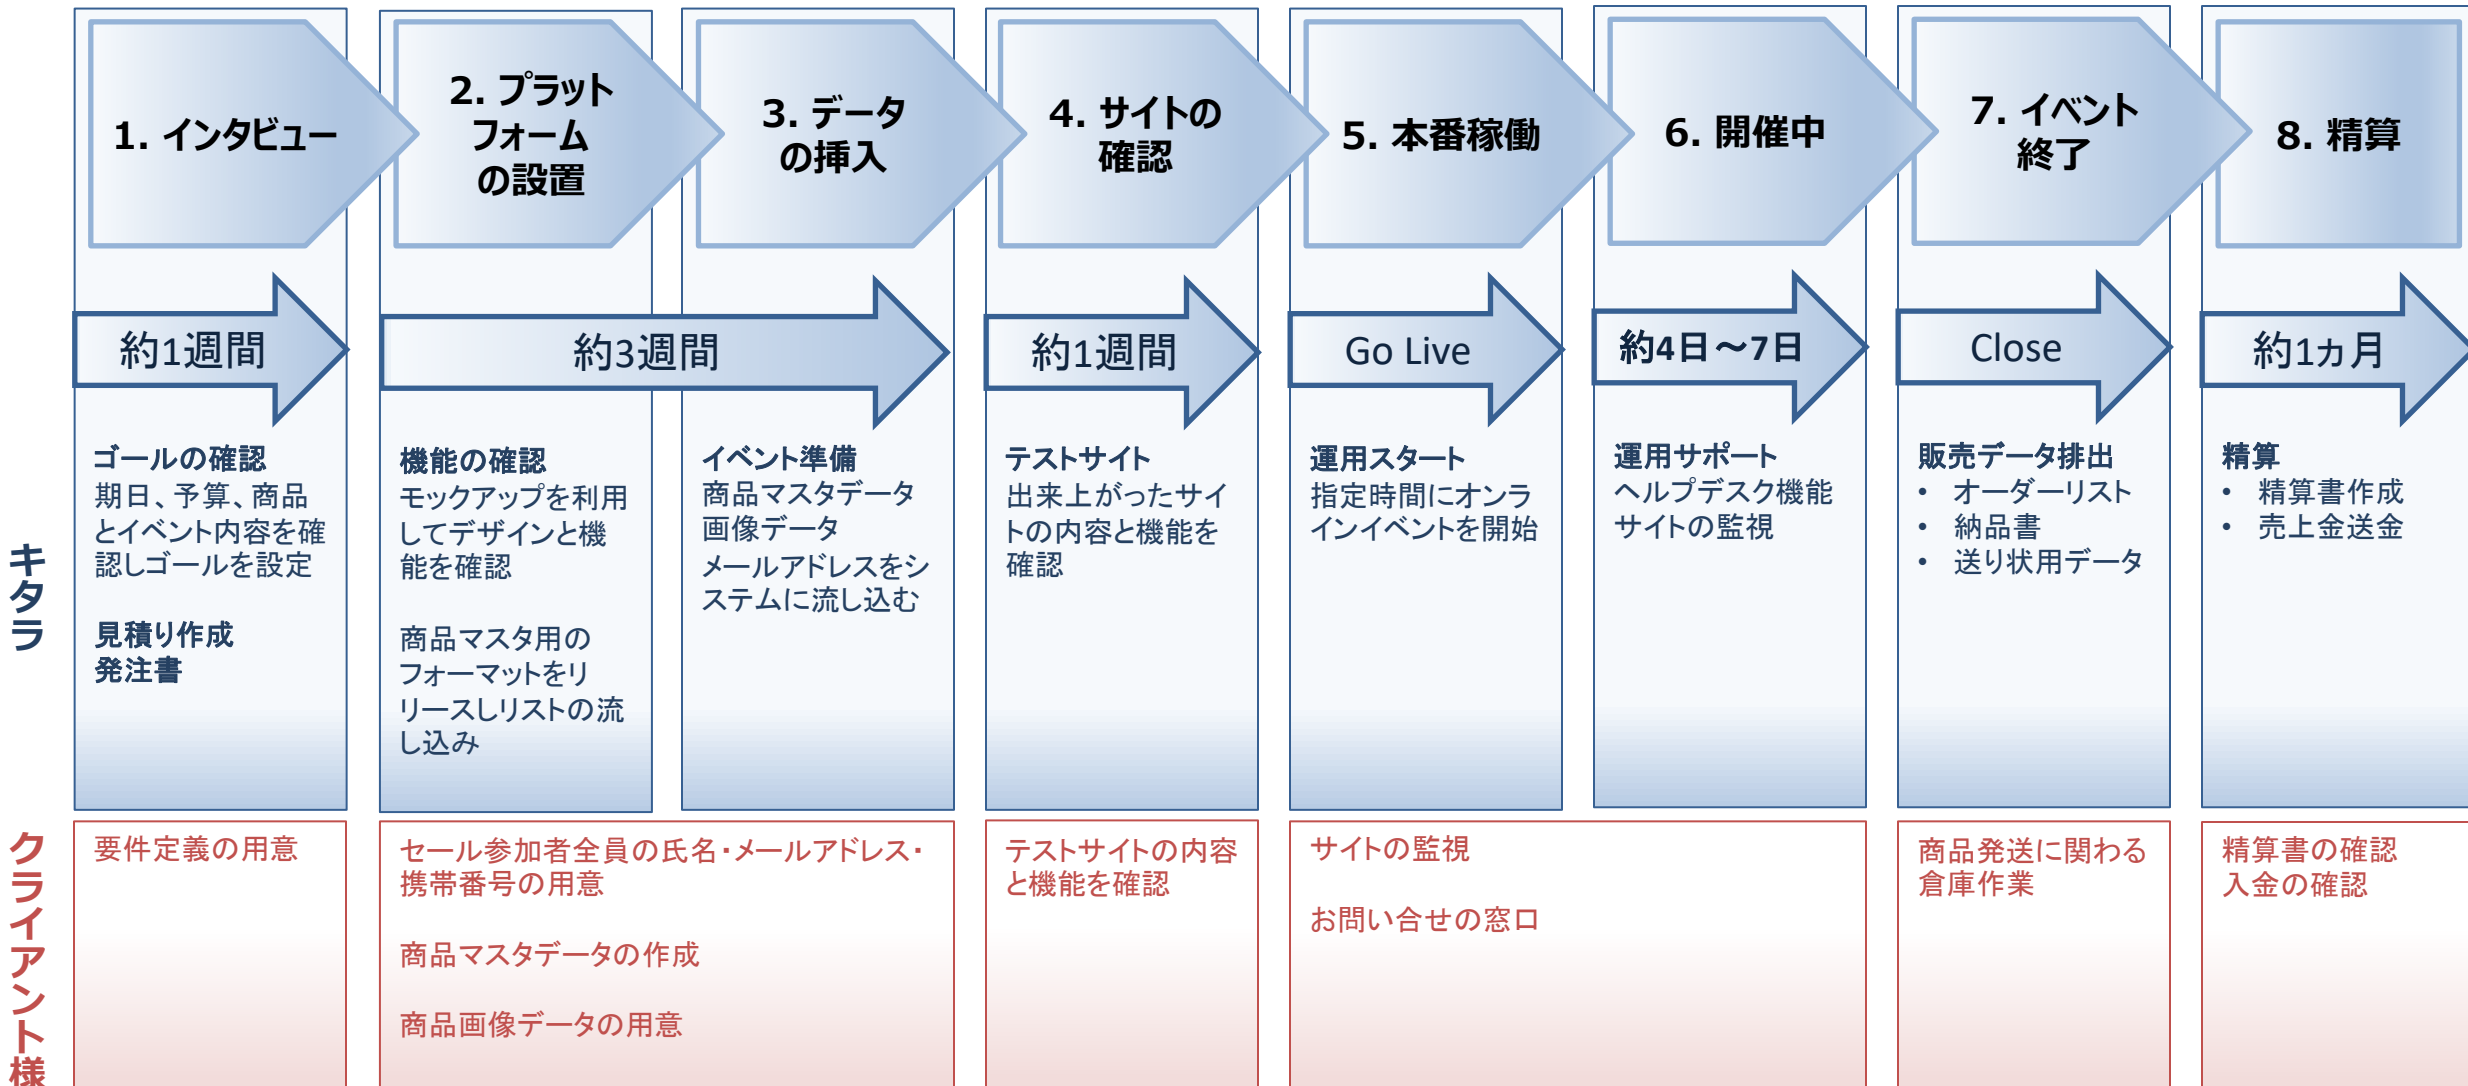 1. インタビュー
2. プラット
フォーム
の設置
3. データ
の挿入
4. サイトの
確認
5. 本番稼働
6. 開催中
7. イベント
終了
8. 精算
約1週間
約3週間
約1週間
Go Live
約4日～7日
Close
約1ヵ月
キタラ
ゴールの確認
期日、予算、商品
とイベント内容を確
認しゴールを設定
見積り作成
発注書
機能の確認
モックアップを利用
してデザインと機
能を確認
商品マスタ用の
フォーマットをリ
リースしリストの流
し込み
イベント準備
商品マスタデータ
画像データ
メールアドレスをシ
ステムに流し込む
テストサイト
出来上がったサイ
トの内容と機能を
確認
運用スタート
指定時間にオンラ
インイベントを開始
運用サポート
ヘルプデスク機能
サイトの監視
販売データ排出
• オーダーリスト
• 納品書
• 送り状用データ
精算
• 精算書作成
• 売上金送金
クライアント様
要件定義の用意
セール参加者全員の氏名・メールアドレス・
携帯番号の用意
商品マスタデータの作成
商品画像データの用意
テストサイトの内容
と機能を確認
サイトの監視
お問い合せの窓口
商品発送に関わる
倉庫作業
精算書の確認
入金の確認